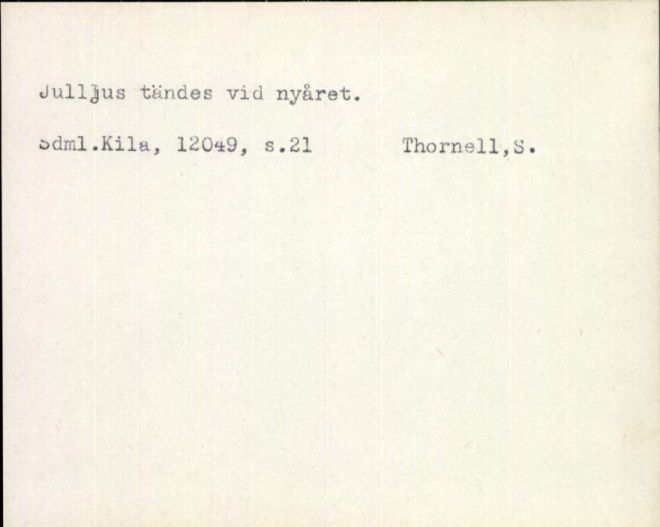 Julljus tändes vid nyåret.
Sdml.Kila, 12049, s.21 Thornell,S.